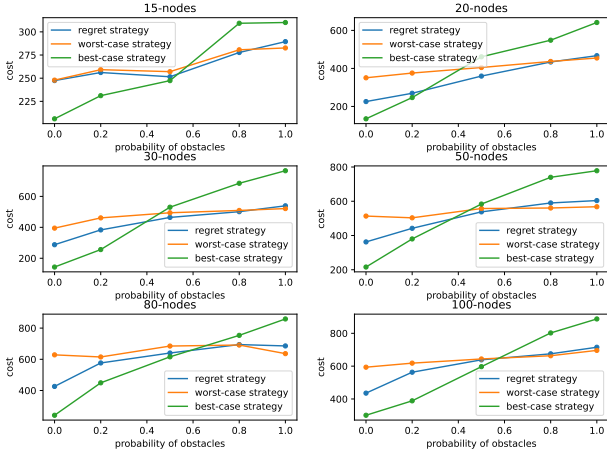 15-nodes
300
275
250
225
cost
regret strategy
worst-case strategy
best-case strategy
0.0 0.2 0.4 0.6 0.8 1.0
probability of obstacles
20-nodes
600
400
200
cost
regret strategy
worst-case strategy
best-case strategy
0.0 0.2 0.4 0.6 0.8 1.0
probability of obstacles
30-nodes
600
400
200
cost
regret strategy
worst-case strategy
best-case strategy
0.0 0.2 0.4 0.6 0.8 1.0
probability of obstacles
50-nodes
800
600
400
200
cost
regret strategy
worst-case strategy
best-case strategy
0.0 0.2 0.4 0.6 0.8 1.0
probability of obstacles
80-nodes
800
600
400
cost
regret strategy
worst-case strategy
best-case strategy
0.0 0.2 0.4 0.6 0.8 1.0
probability of obstacles
100-nodes
800
600
400
cost
regret strategy
worst-case strategy
best-case strategy
0.0 0.2 0.4 0.6 0.8 1.0
probability of obstacles